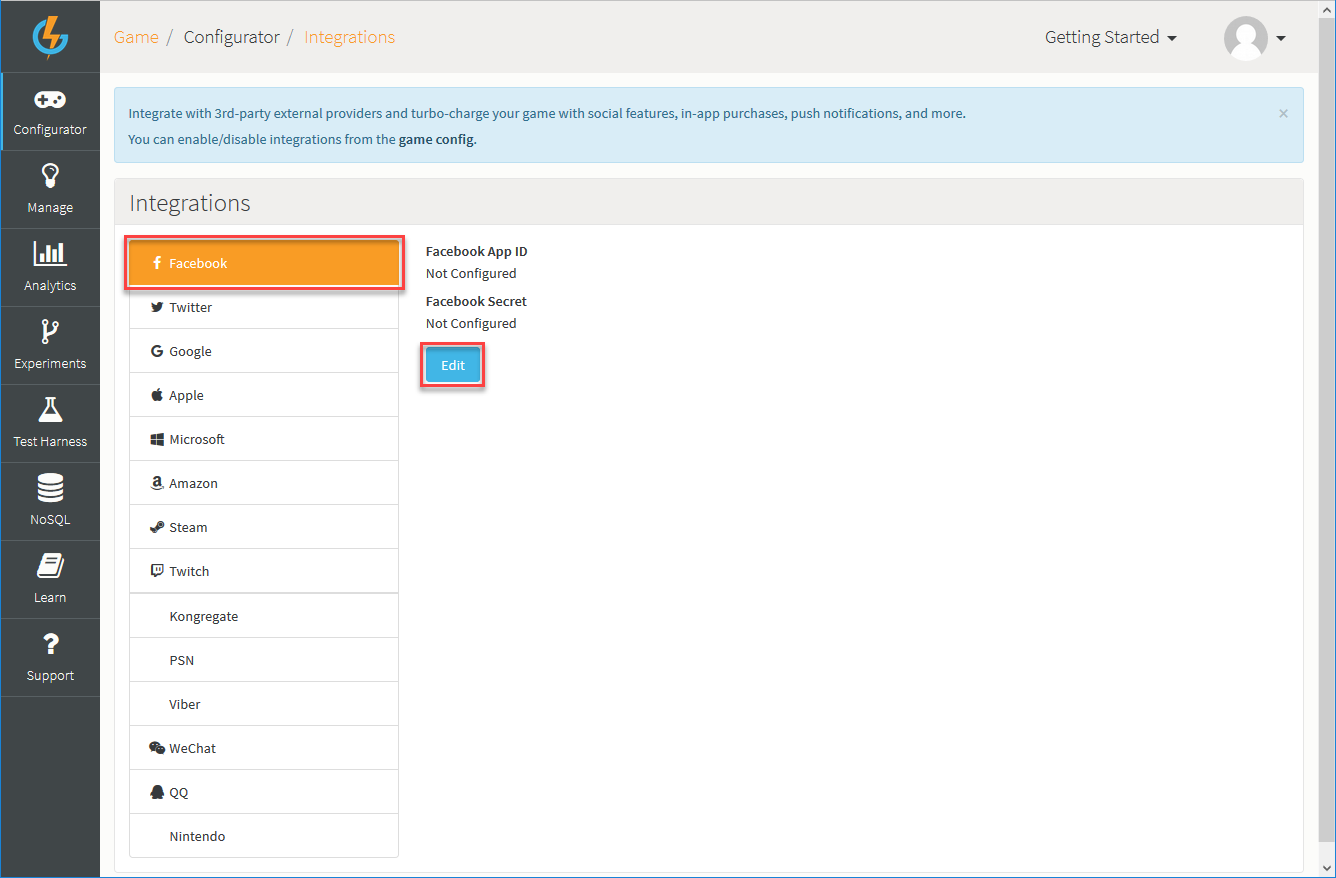 Game / Configurator / Integrations
Getting Started
Configurator
Manage
Analytics
Experiments
Test Harness
NoSQL
Learn
? Support
Integrate with 3rd-party external providers and turbo-charge your game with social features, in-app purchases, push notifications, and more.
You can enable/disable integrations from the game config.
×
Integrations
Facebook
Twitter
Google
Apple
Microsoft
Amazon
Steam
Twitch
Kongregate
PSN
Viber
WeChat
QQ
Nintendo
Facebook App ID
Not Configured
Facebook Secret
Not Configured
Edit